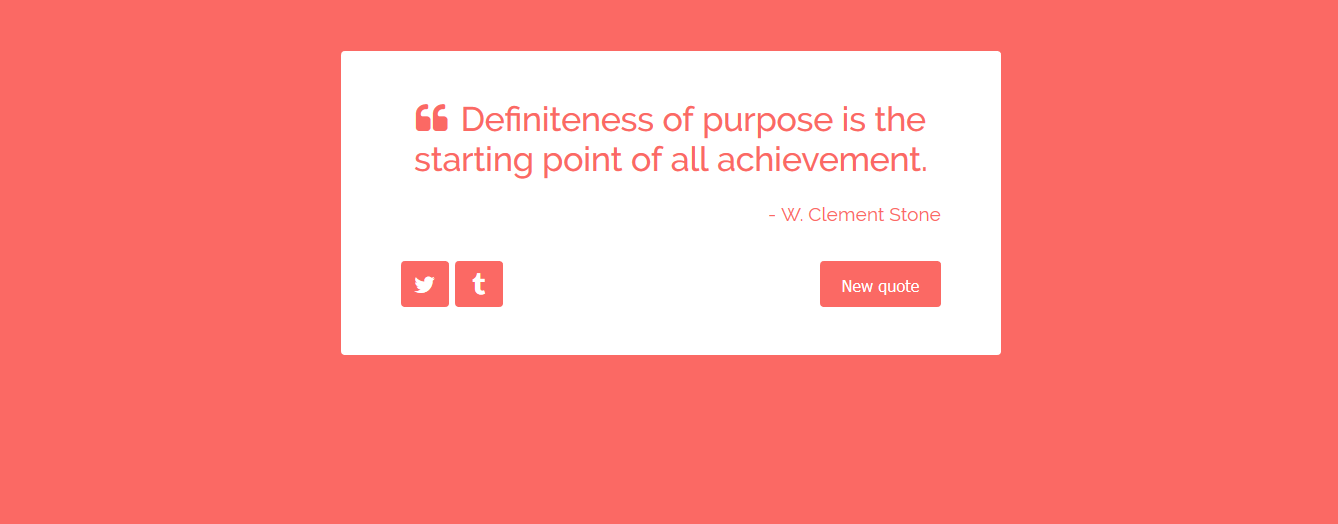 Definiteness of purpose is the
starting point of all achievement.
- W. Clement Stone
New quote